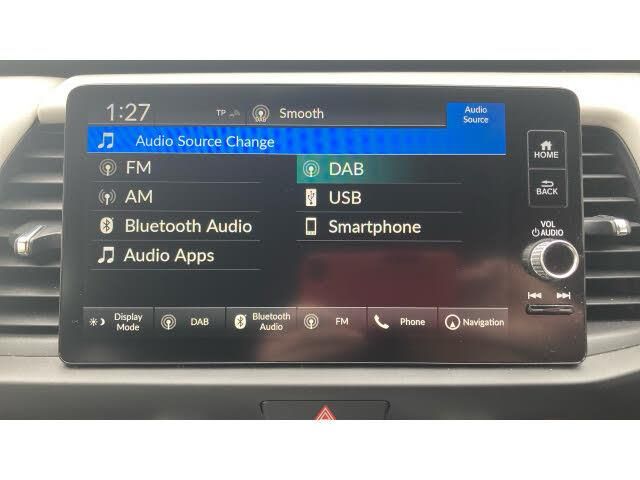 1:27 TP DAB Smooth Audio Source
Audio Source Change
FM DAB
AM USB
Bluetooth Audio Smartphone
Audio Apps
HOME
BACK
VOL
AUDIO
Display Mode DAB Bluetooth Audio FM Phone Navigation